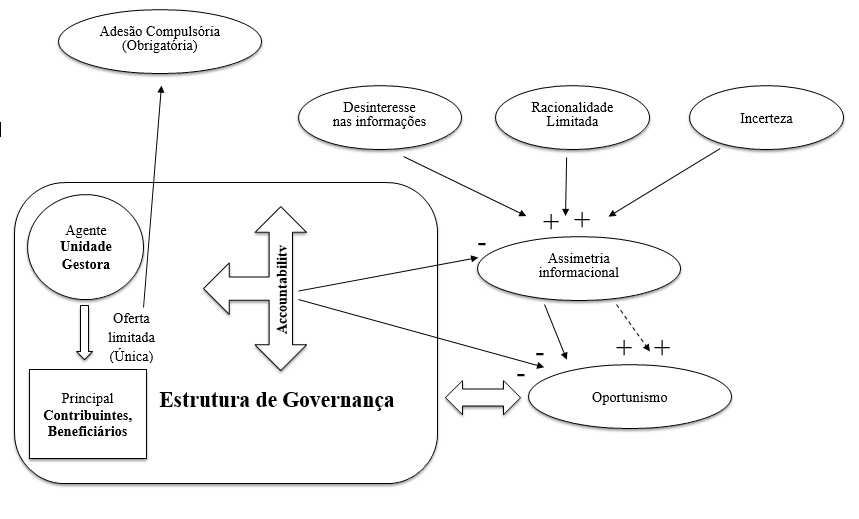 Adesão Compulsória
(Obrigatória)
Desinteresse
nas informações
Racionalidade
Limitada
Incerteza
Agente
Unidade
Gestora
Accountability
+ +
-
Assimetria
informacional
Oferta
limitada
(Única)
+ +
-
-
Principal
Contribuintes,
Beneficiários
Estrutura de Governança
Oportunismo